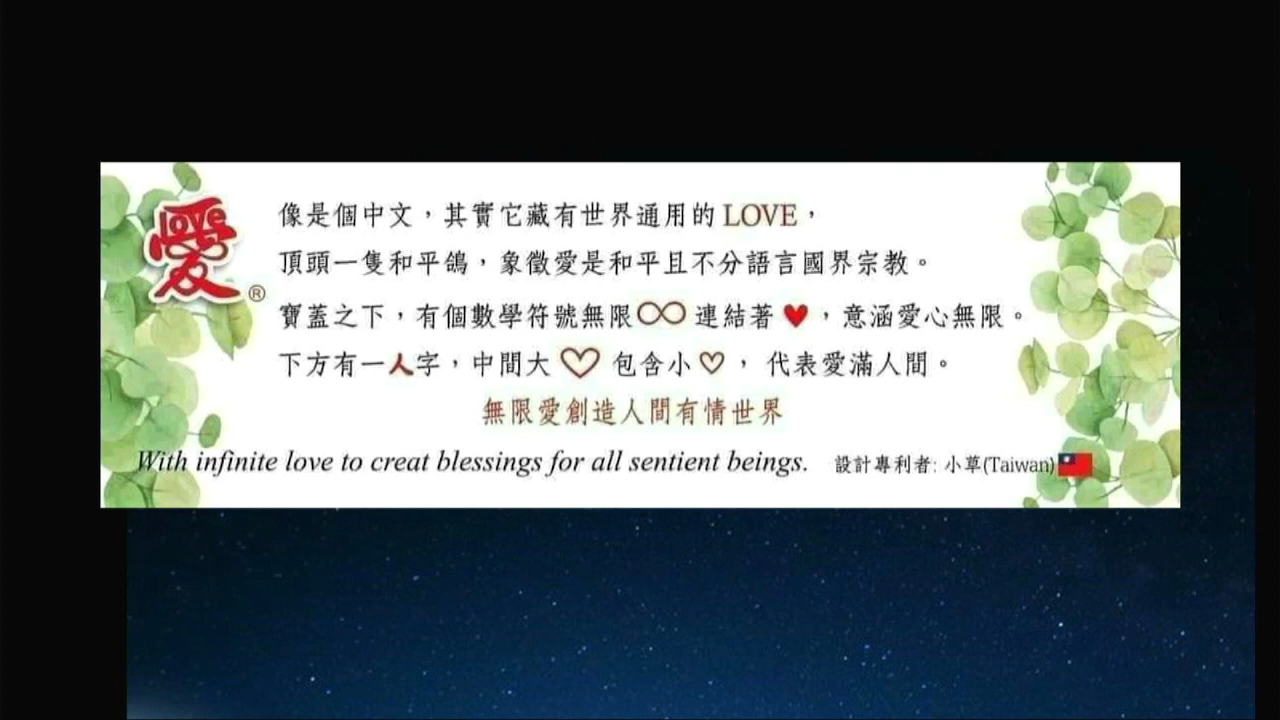 愛®
像是個中文，其實它藏有世界通用的 LOVE，
頂頭一隻和平鴿，象徵愛是和平且不分語言國界宗教。
寶蓋之下，有個數學符號無限∞連結著♥，意涵愛心無限。
下方有一人字，中間大♡包含小♡，代表愛滿人間。
無限愛創造人間有情世界
With infinite love to creat blessings for all sentient beings.
設計專利者: 小草(Taiwan)